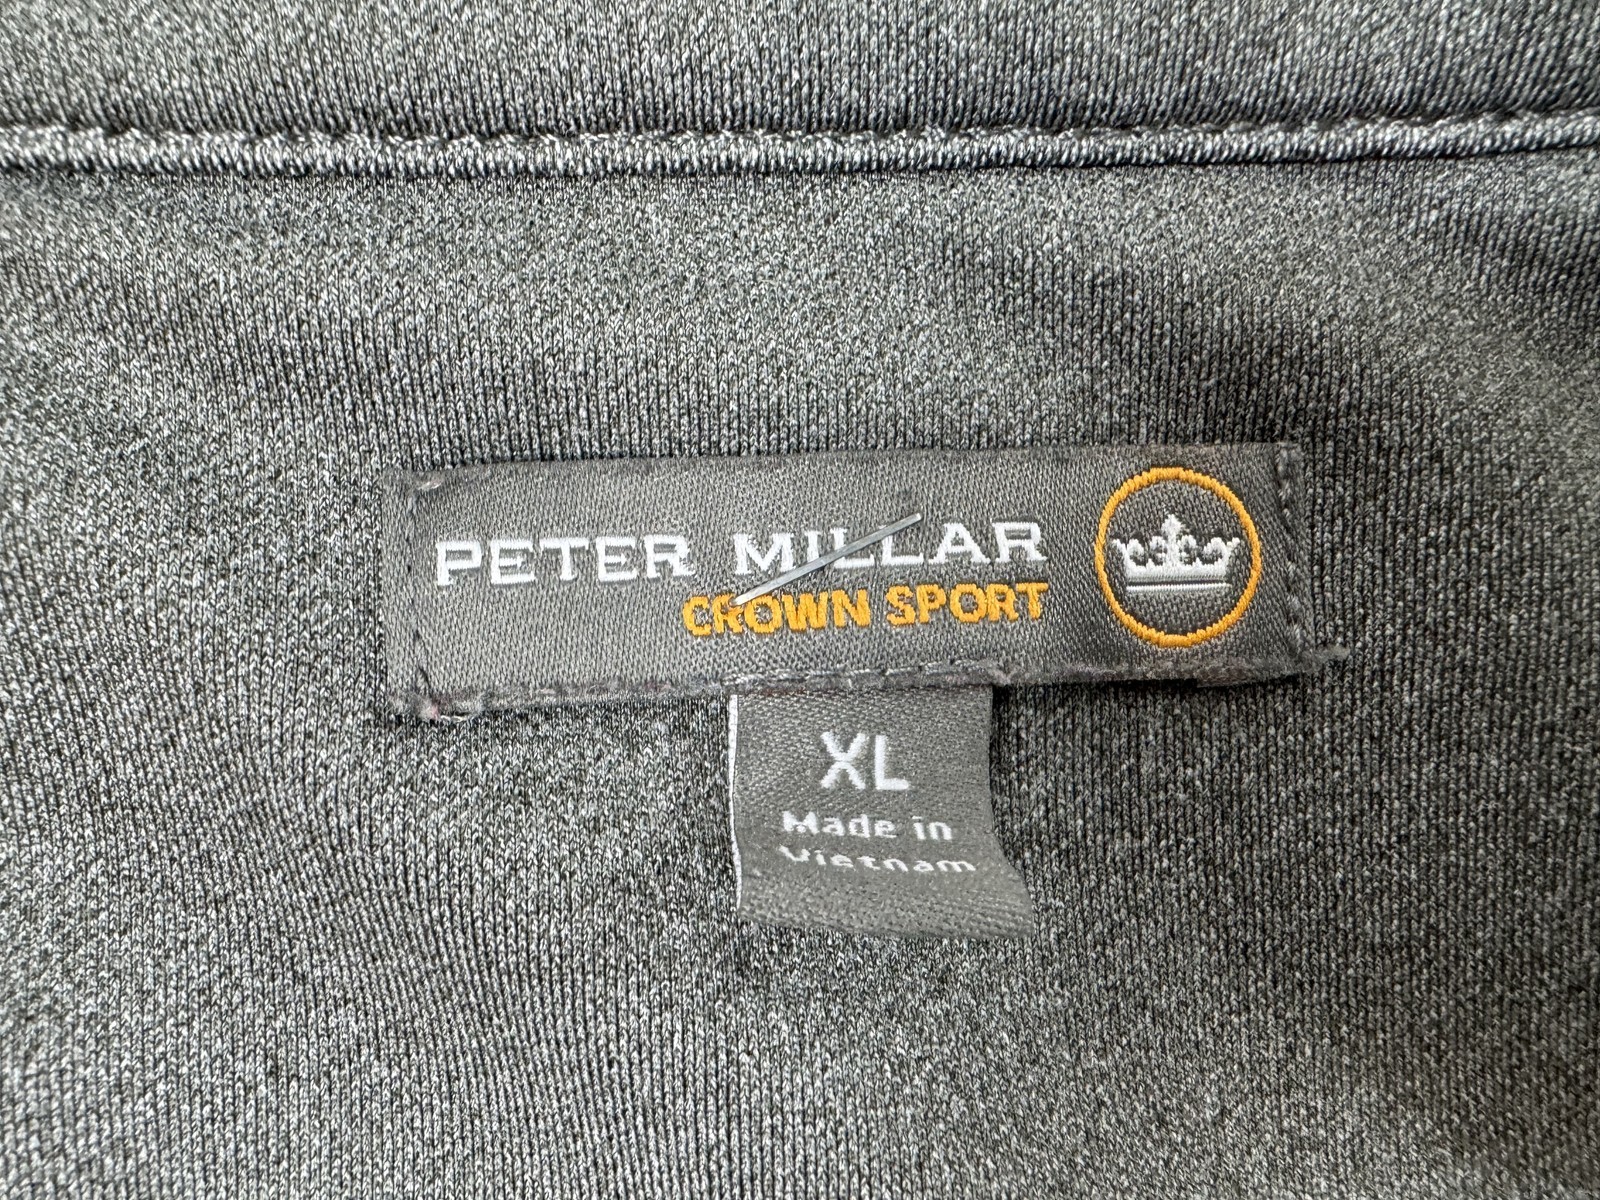 PETER MILLAR
CROWN SPORT
XL
Made in
Vietnam